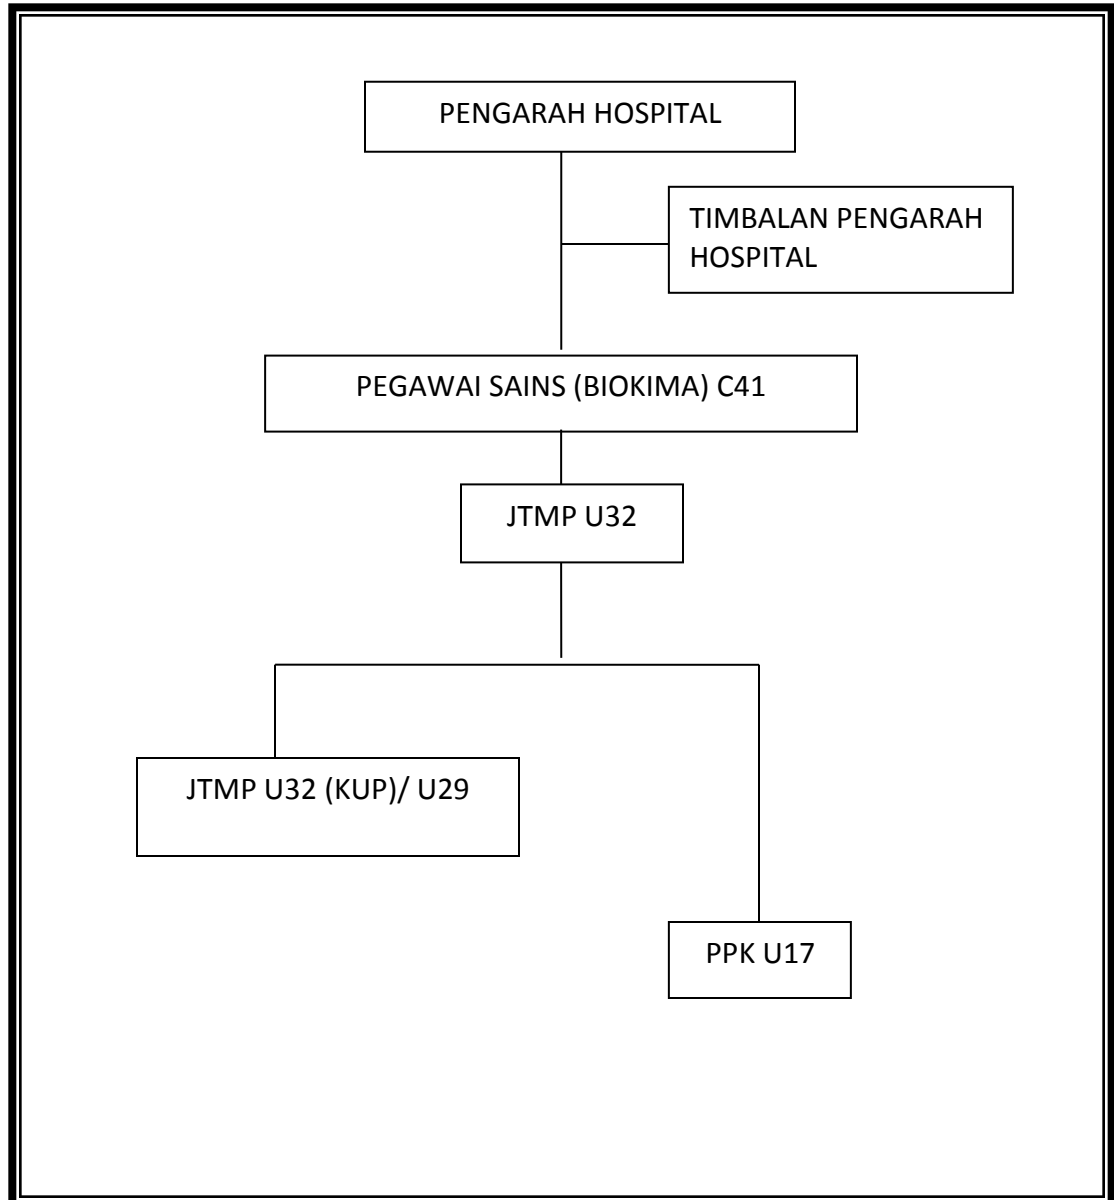 PENGARAH HOSPITAL
TIMBALAN PENGARAH
HOSPITAL
PEGAWAI SAINS (BIOKIMA) C41
JTMP U32
JTMP U32 (KUP)/ U29
PPK U17